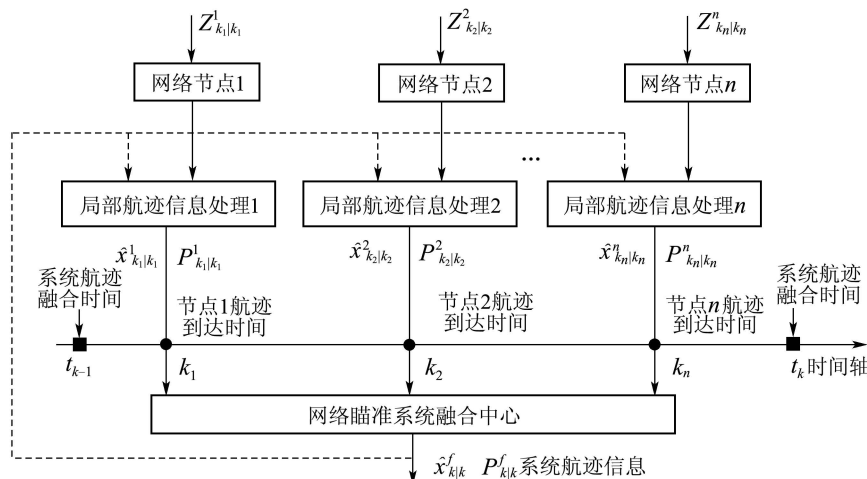 Z^1_{k_1|k_1} Z^2_{k_2|k_2} Z^n_{k_n|k_n}
网络节点1 网络节点2 网络节点n
...
局部航迹信息处理1 局部航迹信息处理2 局部航迹信息处理n
x̂^1_{k_1|k_1} P^1_{k_1|k_1} x̂^2_{k_2|k_2} P^2_{k_2|k_2} x̂^n_{k_n|k_n} P^n_{k_n|k_n}
系统航迹
融合时间
节点1航迹
到达时间
节点2航迹
到达时间
节点n航迹
到达时间
系统航迹
融合时间
t_{k-1} k_1 k_2 k_n t_k 时间轴
网络瞄准系统融合中心
x̂^f_{k|k} P^f_{k|k}系统航迹信息